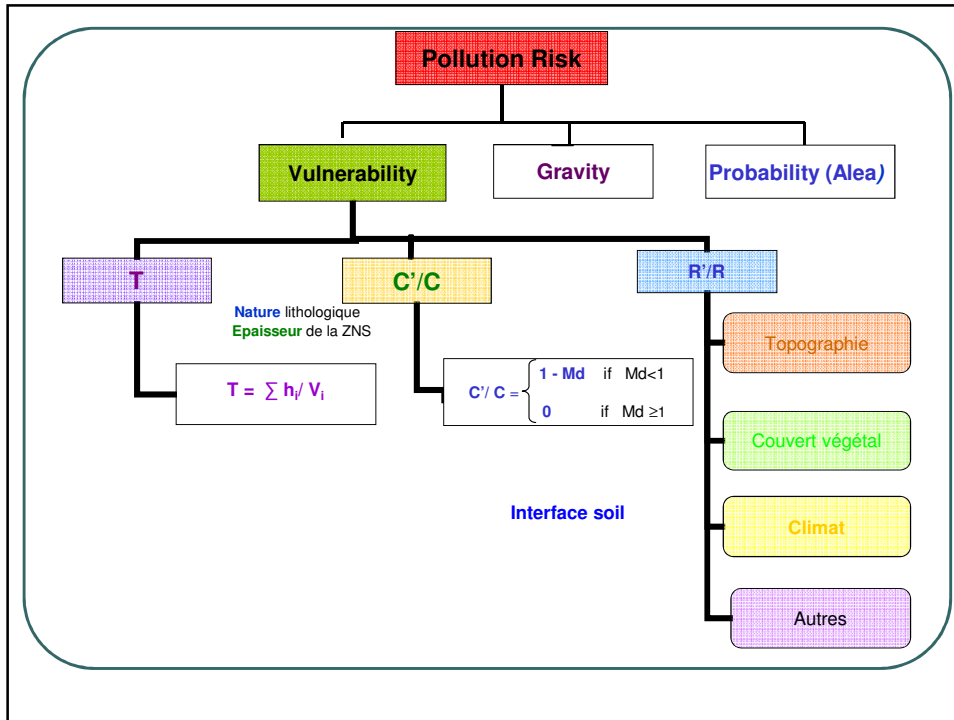 Pollution Risk
Vulnerability
Gravity
Probability (Alea)
T
C’/C
R’/R
Nature lithologique
Epaisseur de la ZNS
Topographie
T = ∑ hᵢ/ Vᵢ
C’/ C =
1 - Md if Md<1
0 if Md ≥1
Couvert végétal
Interface soil
Climat
Autres